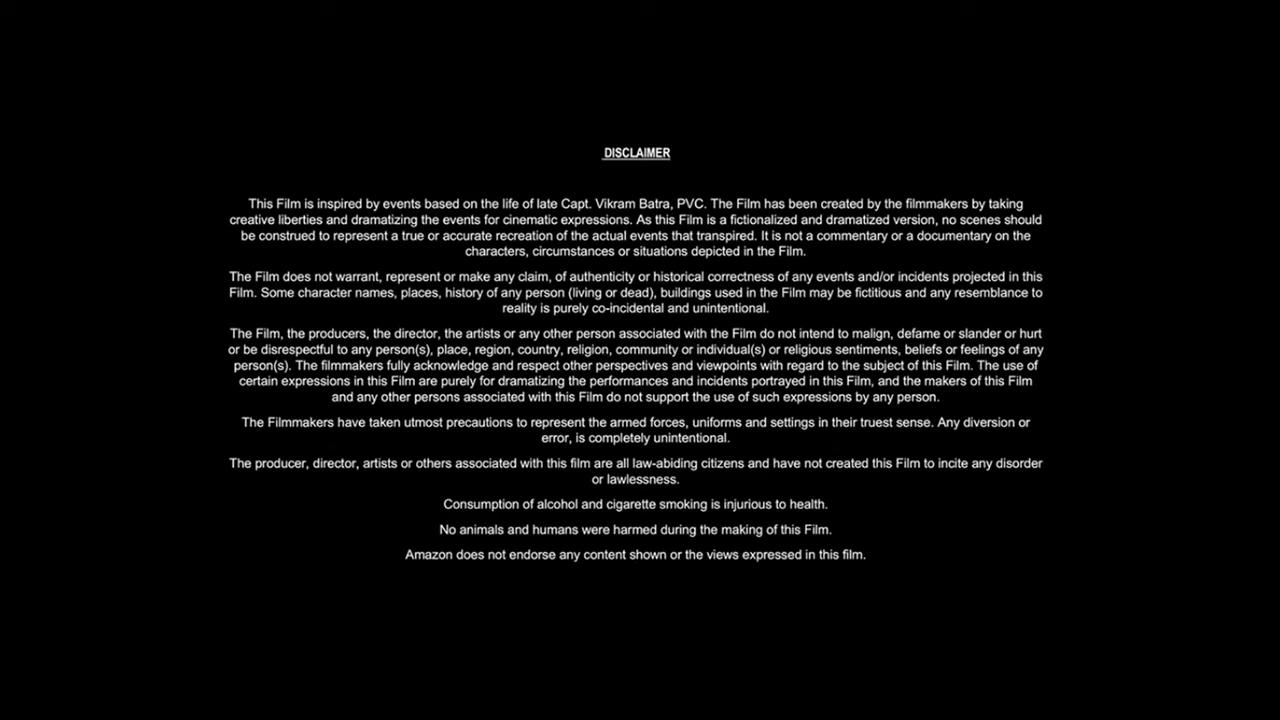 DISCLAIMER
This Film is inspired by events based on the life of late Capt. Vikram Batra, PVC. The Film has been created by the filmmakers by taking
creative liberties and dramatizing the events for cinematic expressions. As this Film is a fictionalized and dramatized version, no scenes should
be construed to represent a true or accurate recreation of the actual events that transpired. It is not a commentary or a documentary on the
characters, circumstances or situations depicted in the Film.
The Film does not warrant, represent or make any claim, of authenticity or historical correctness of any events and/or incidents projected in this
Film. Some character names, places, history of any person (living or dead), buildings used in the Film may be fictitious and any resemblance to
reality is purely co-incidental and unintentional.
The Film, the producers, the director, the artists or any other person associated with the Film do not intend to malign, defame or slander or hurt
or be disrespectful to any person(s), place, region, country, religion, community or individual(s) or religious sentiments, beliefs or feelings of any
person(s). The filmmakers fully acknowledge and respect other perspectives and viewpoints with regard to the subject of this Film. The use of
certain expressions in this Film are purely for dramatizing the performances and incidents portrayed in this Film, and the makers of this Film
and any other persons associated with this Film do not support the use of such expressions by any person.
The Filmmakers have taken utmost precautions to represent the armed forces, uniforms and settings in their truest sense. Any diversion or
error, is completely unintentional.
The producer, director, artists or others associated with this film are all law-abiding citizens and have not created this Film to incite any disorder
or lawlessness.
Consumption of alcohol and cigarette smoking is injurious to health.
No animals and humans were harmed during the making of this Film.
Amazon does not endorse any content shown or the views expressed in this film.